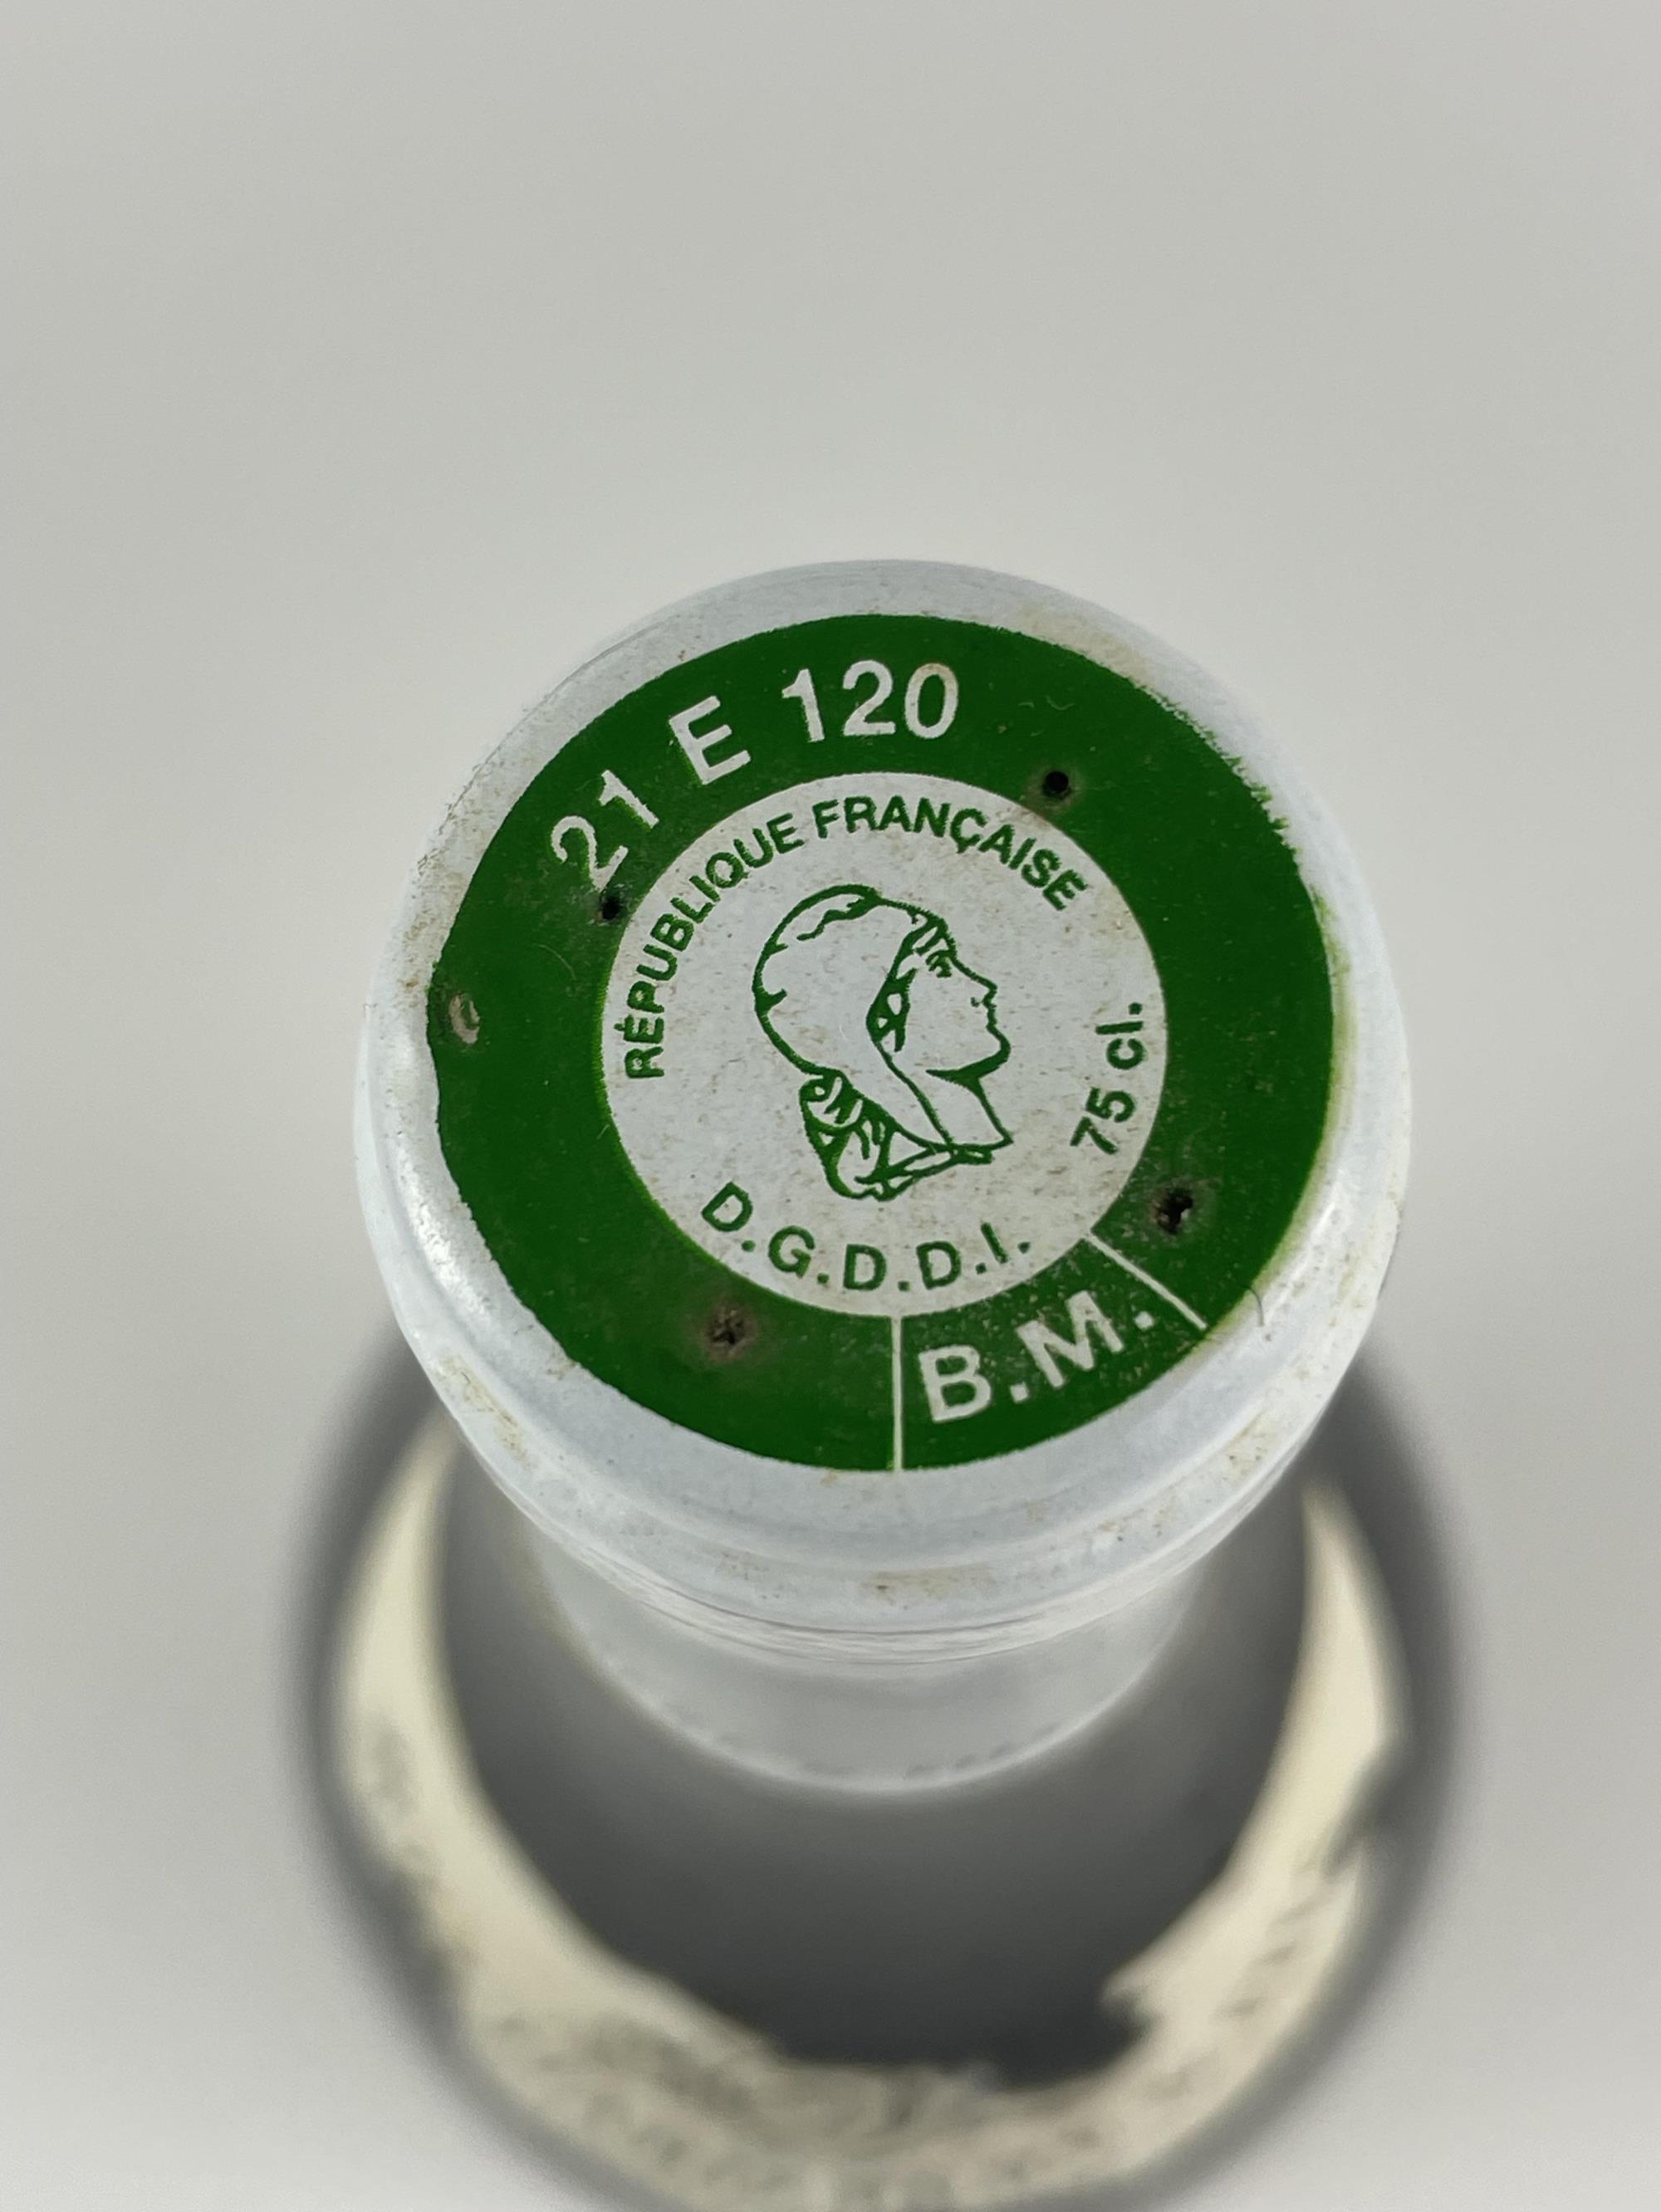 21 E 120
RÉPUBLIQUE FRANÇAISE
75 cl.
D.G.D.D.I.
B.M.